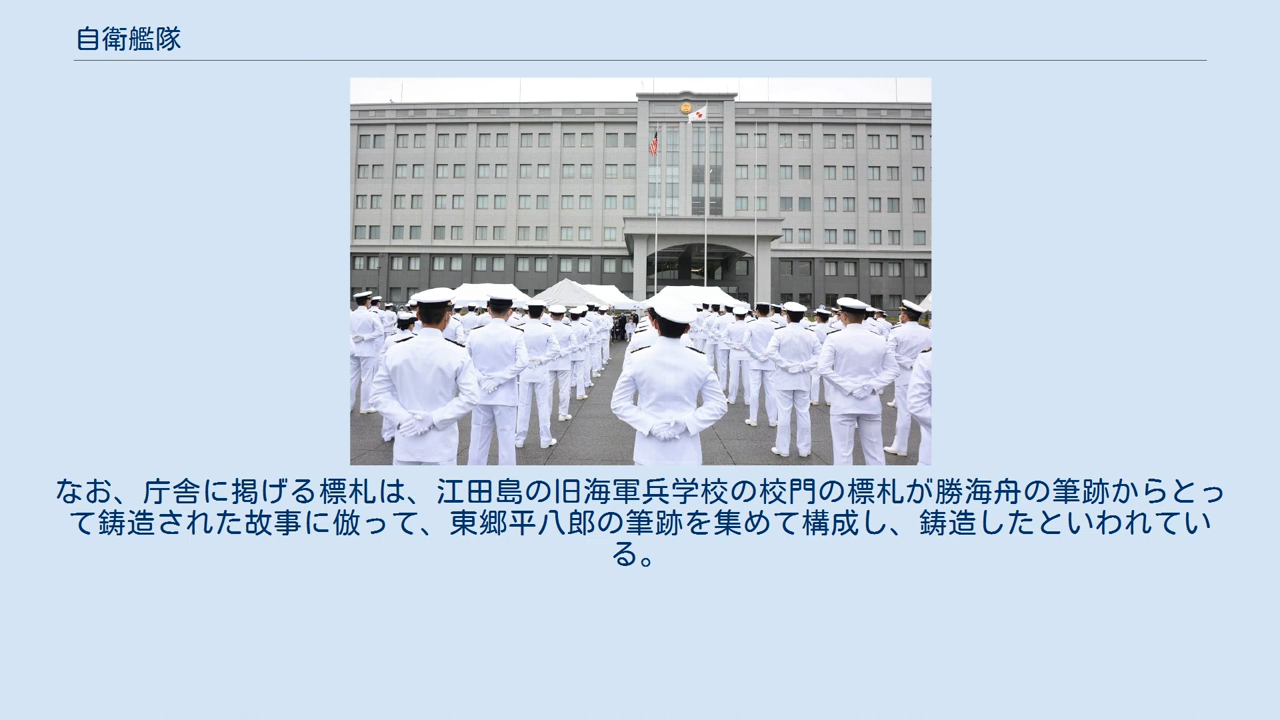 自衛艦隊
なお、庁舎に掲げる標札は、江田島の旧海軍兵学校の校門の標札が勝海舟の筆跡からとっ
て鋳造された故事に倣って、東郷平八郎の筆跡を集めて構成し、鋳造したといわれてい
る。